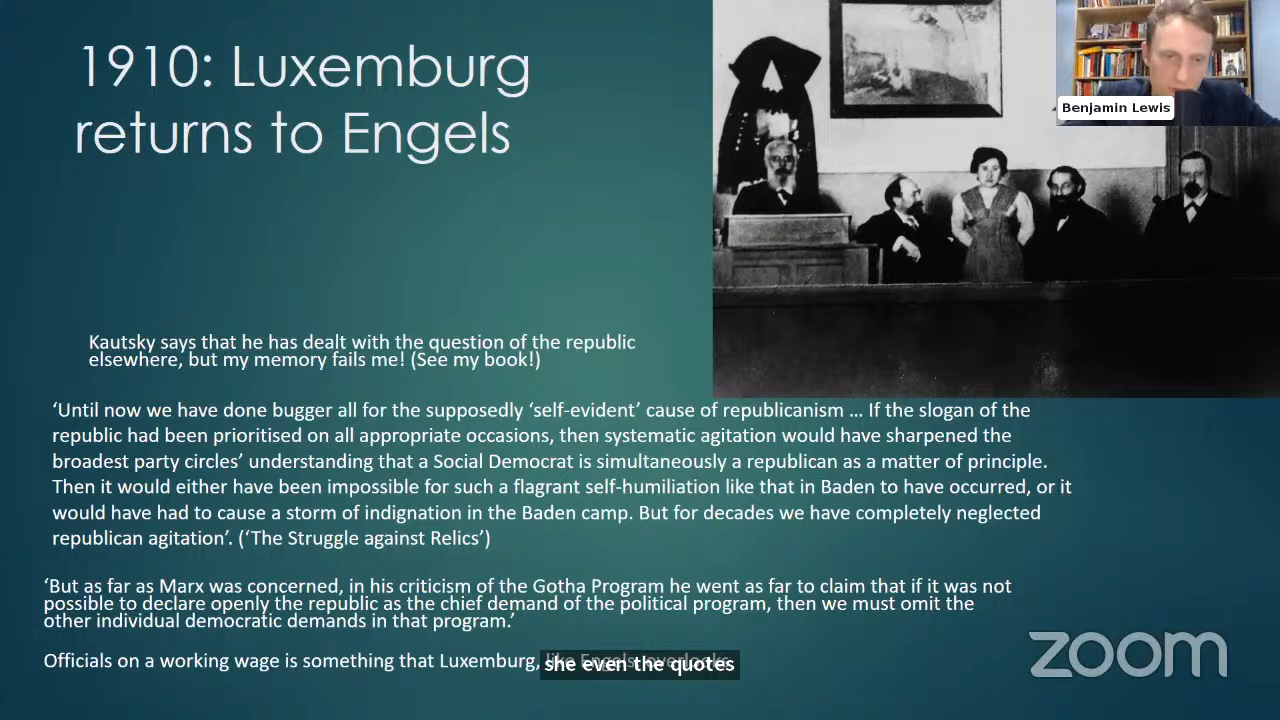 1910: Luxemburg
returns to Engels
Benjamin Lewis
Kautsky says that he has dealt with the question of the republic
elsewhere, but my memory fails me! (See my book!)
‘Until now we have done bugger all for the supposedly ‘self-evident’ cause of republicanism … If the slogan of the
republic had been prioritised on all appropriate occasions, then systematic agitation would have sharpened the
broadest party circles’ understanding that a Social Democrat is simultaneously a republican as a matter of principle.
Then it would either have been impossible for such a flagrant self-humiliation like that in Baden to have occurred, or it
would have had to cause a storm of indignation in the Baden camp. But for decades we have completely neglected
republican agitation’. (‘The Struggle against Relics’)
‘But as far as Marx was concerned, in his criticism of the Gotha Program he went as far to claim that if it was not
possible to declare openly the republic as the chief demand of the political program, then we must omit the
other individual democratic demands in that program.’
Officials on a working wage is something that Luxemburg,
she even the quotes
zoom